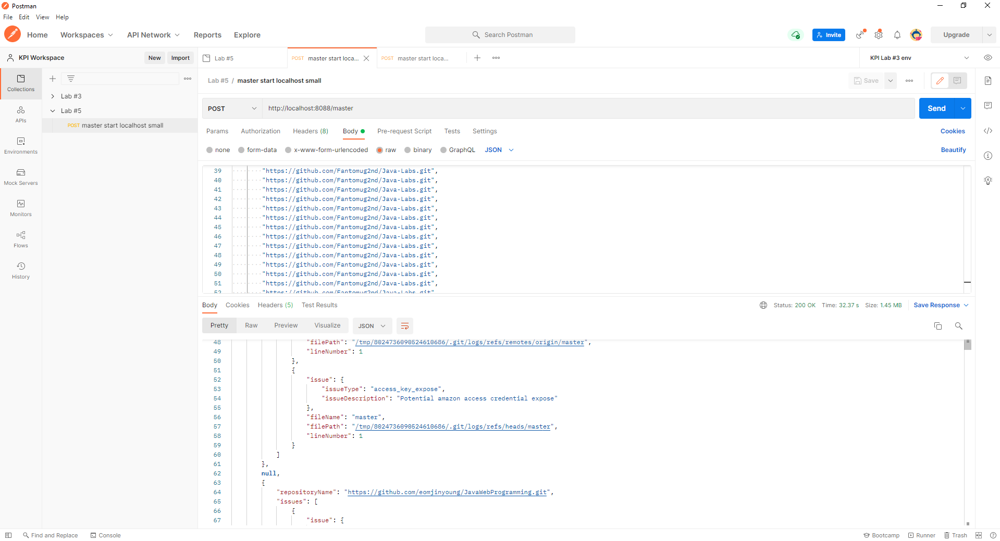 Postman
File Edit View Help
Home Workspaces API Network Reports Explore Search Postman Invite Upgrade
KPI Workspace New Import Lab #5 POST master start loca... POST master start loca... KPI Lab #3 env
Collections
APIs
Environments
Mock Servers
Monitors
Flows
History
Lab #3
Lab #5
POST master start localhost small
Lab #5 / master start localhost small Save
POST http://localhost:8088/master Send
Params Authorization Headers (8) Body Pre-request Script Tests Settings Cookies
none form-data x-www-form-urlencoded raw binary GraphQL JSON Beautify
39 "https://github.com/Fantomug2nd/Java-Labs.git",
40 "https://github.com/Fantomug2nd/Java-Labs.git",
41 "https://github.com/Fantomug2nd/Java-Labs.git",
42 "https://github.com/Fantomug2nd/Java-Labs.git",
43 "https://github.com/Fantomug2nd/Java-Labs.git",
44 "https://github.com/Fantomug2nd/Java-Labs.git",
45 "https://github.com/Fantomug2nd/Java-Labs.git",
46 "https://github.com/Fantomug2nd/Java-Labs.git",
47 "https://github.com/Fantomug2nd/Java-Labs.git",
48 "https://github.com/Fantomug2nd/Java-Labs.git",
49 "https://github.com/Fantomug2nd/Java-Labs.git",
50 "https://github.com/Fantomug2nd/Java-Labs.git",
51 "https://github.com/Fantomug2nd/Java-Labs.git",
52 "https://github.com/Fantomug2nd/Java-Labs.git"
Body Cookies Headers (5) Test Results Status: 200 OK Time: 32.37 s Size: 1.45 MB Save Response
Pretty Raw Preview Visualize JSON
48 "filePath": "/tmp/8024736090524610686/.git/logs/refs/remotes/origin/master",
49 "lineNumber": 1
50 },
51 {
52 "issue": {
53 "issueType": "access_key_expose",
54 "issueDescription": "Potential amazon access credential expose"
55 },
56 "fileName": "master",
57 "filePath": "/tmp/8024736090524610686/.git/logs/refs/heads/master",
58 "lineNumber": 1
59 }
60 ]
61 },
62 null,
63 {
64 "repositoryName": "https://github.com/eomjinyoung/JavaWebProgramming.git",
65 "issues": [
66 {
67 "issue": {
Find and Replace Console Bootcamp Runner Trash